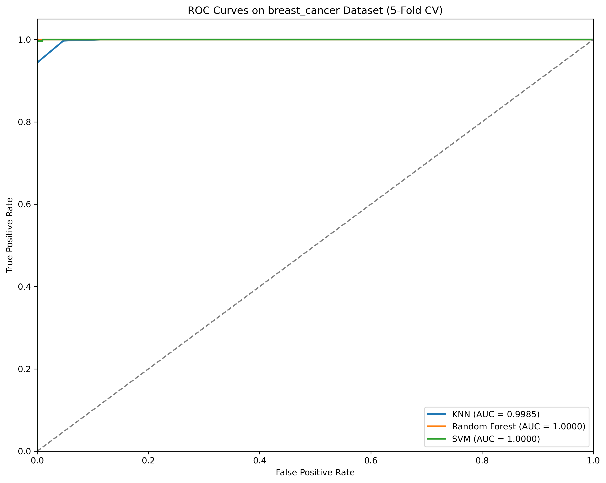 ROC Curves on breast_cancer Dataset (5-Fold CV)
1.0
0.8
0.6
0.4
0.2
0.0
True Positive Rate
KNN (AUC = 0.9985)
Random Forest (AUC = 1.0000)
SVM (AUC = 1.0000)
0.0 0.2 0.4 0.6 0.8 1.0
False Positive Rate